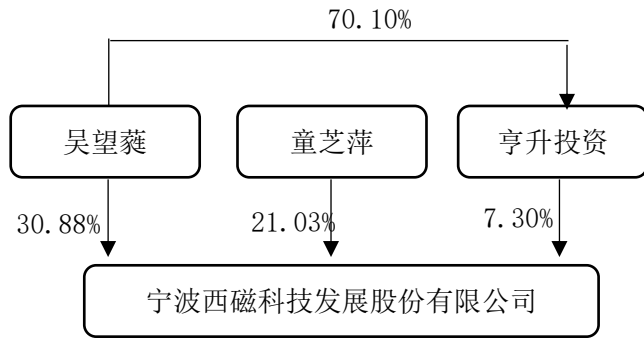 70.10%
吴望蕤
童芝萍
亨升投资
30.88%
21.03%
7.30%
宁波西磁科技发展股份有限公司